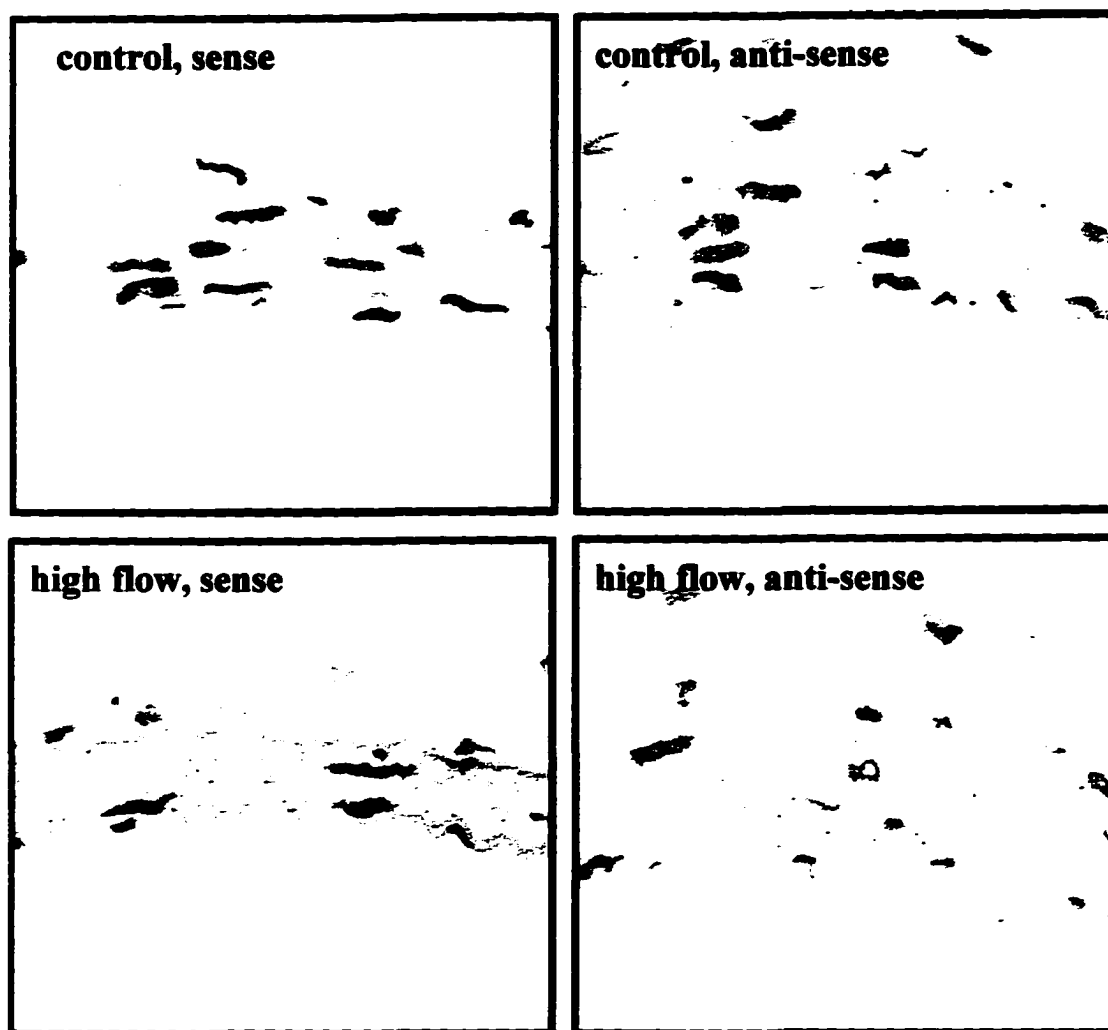 control, sense
control, anti-sense
high flow, sense
high flow, anti-sense